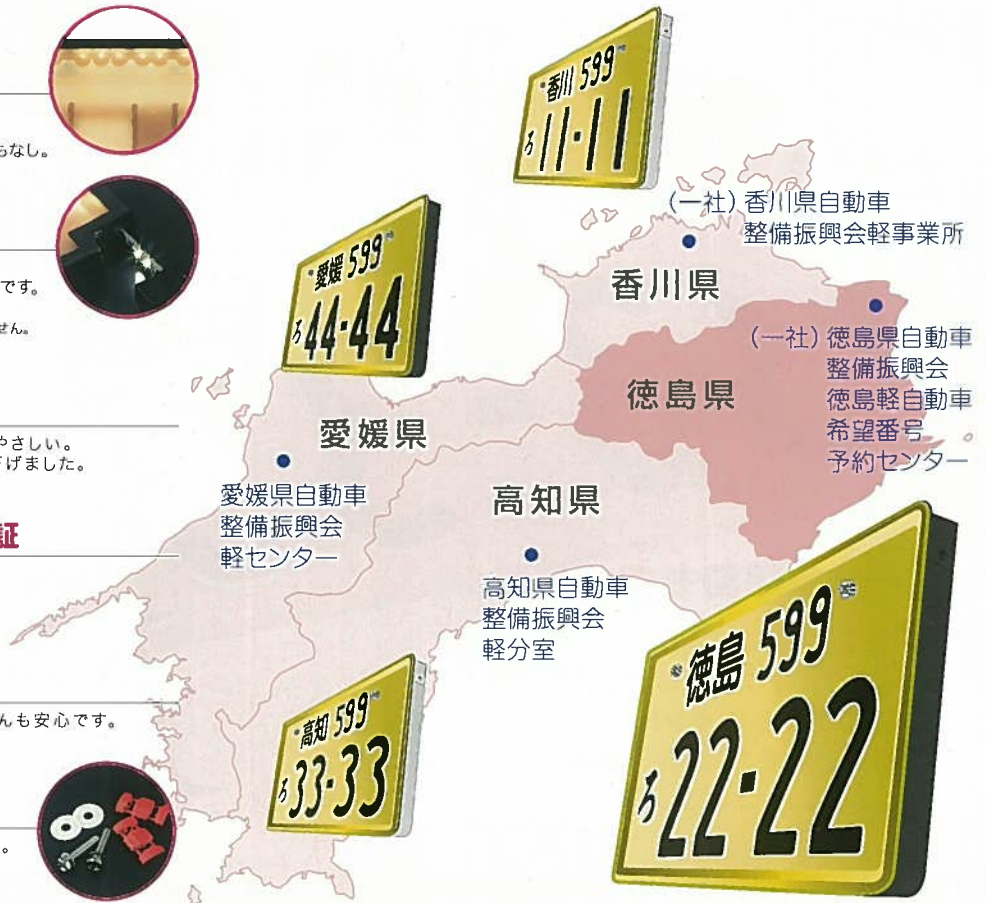 らなし。
です。
せん。
やさしい。
げました。
証
んも安心です。
。
香川 599
ろ 11-11
(一社) 香川県自動車
整備振興会軽事業所
香川県
愛媛 599
ろ 44-44
(一社) 徳島県自動車
整備振興会
徳島軽自動車
希望番号
予約センター
徳島県
愛媛県
愛媛県自動車
整備振興会
軽センター
高知県
高知県自動車
整備振興会
軽分室
高知 599
ろ 33-33
徳島 599
ろ 22-22